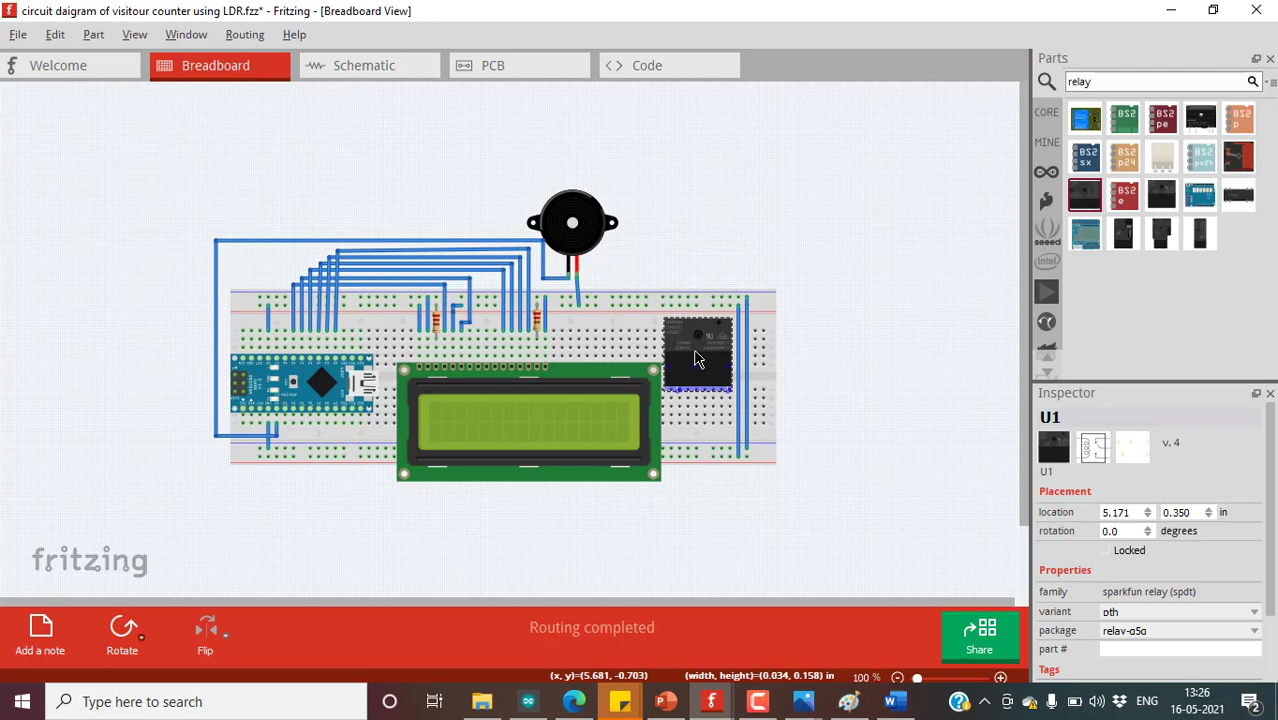 circuit daigram of visitour counter using LDR.fzz* - Fritzing - [Breadboard View]
File Edit Part View Window Routing Help
Welcome Breadboard Schematic PCB Code
Parts
relay
CORE
MINE
seeed
intel
Inspector
U1
v. 4
U1
Placement
location 5.171 0.350 in
rotation 0.0 degrees
Locked
Properties
family sparkfun relay (spdt)
variant pth
package relay-g5q
part #
Tags
fritzing
Add a note Rotate Flip
Routing completed
Share
(x, y)=(5.681, -0.703) (width, height)=(0.034, 0.158) in 100 %
Type here to search
ENG
13:26
16-05-2021
2